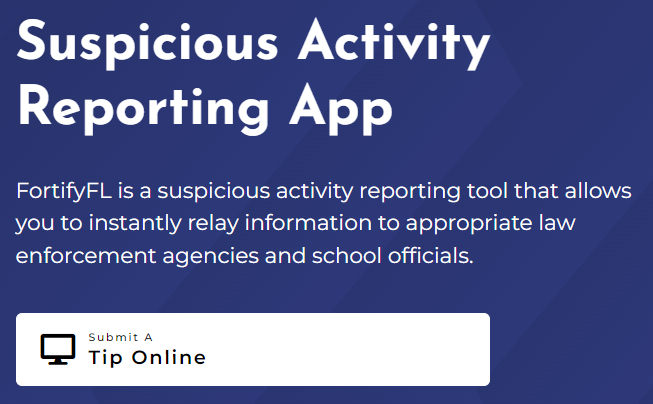 Suspicious Activity
Reporting App
FortifyFL is a suspicious activity reporting tool that allows
you to instantly relay information to appropriate law
enforcement agencies and school officials.
Submit A
Tip Online